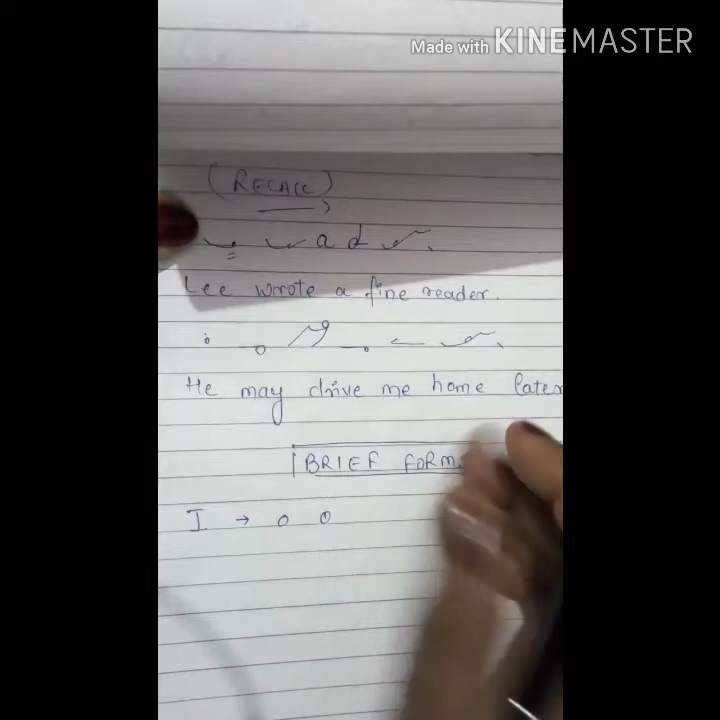 Made with KINEMASTER
(RECALL)
a d
Lee wrote a fine reader.
He may drive me home later
BRIEF FORM
I → o